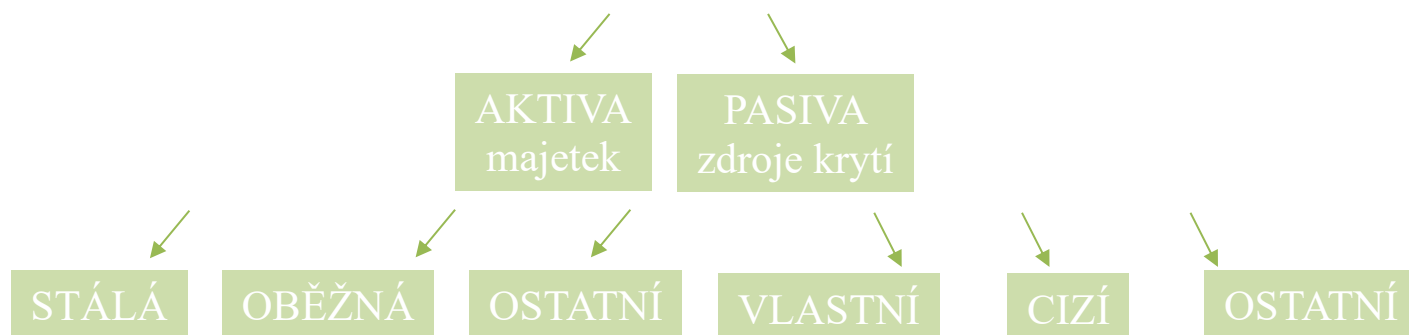 AKTIVA
majetek
PASIVA
zdroje krytí
STÁLÁ
OBĚŽNÁ
OSTATNÍ
VLASTNÍ
CIZÍ
OSTATNÍ